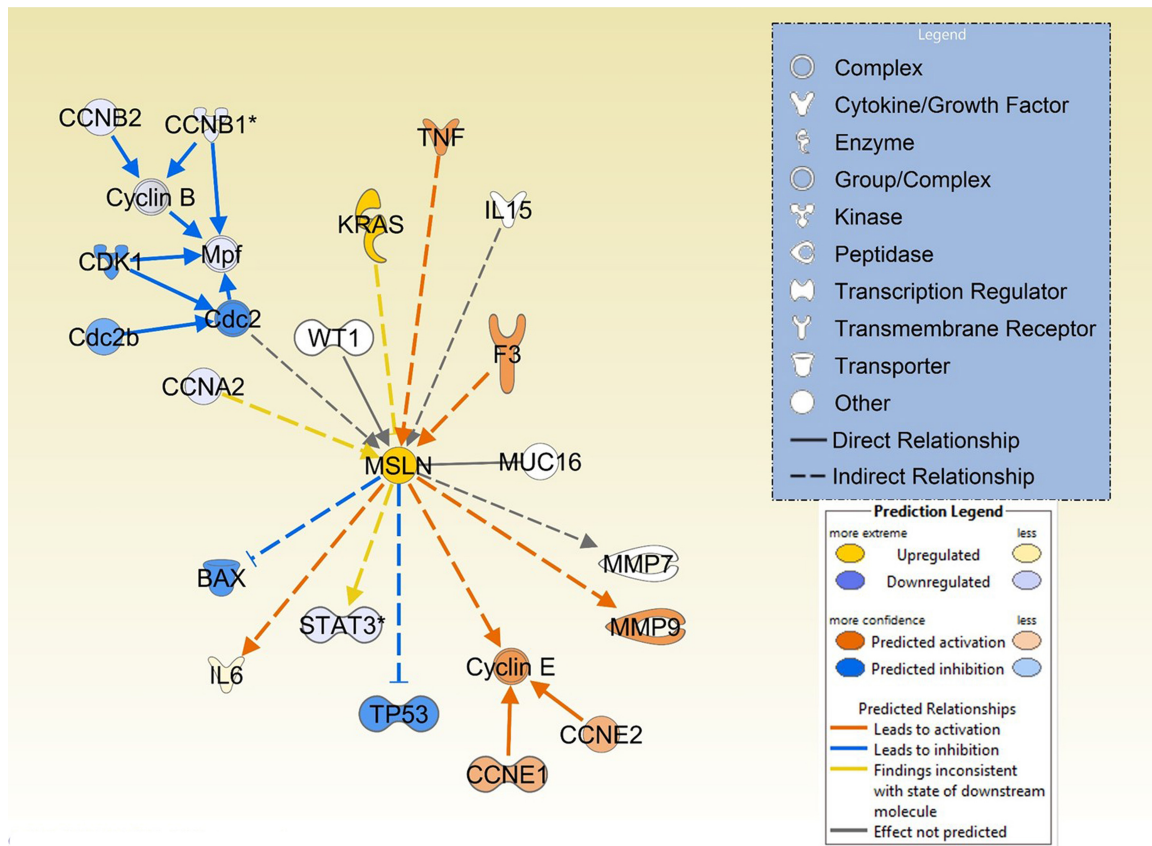 CCNB2
CCNB1*
TNF
Cyclin B
KRAS
IL15
CDK1
Mpf
Cdc2b
Cdc2
WT1
F3
CCNA2
MSLN
MUC16
BAX
MMP7
STAT3*
MMP9
IL6
Cyclin E
TP53
CCNE2
CCNE1
Legend
Complex
Cytokine/Growth Factor
Enzyme
Group/Complex
Kinase
Peptidase
Transcription Regulator
Transmembrane Receptor
Transporter
Other
Direct Relationship
Indirect Relationship
Prediction Legend
more extreme less
Upregulated
Downregulated
more confidence less
Predicted activation
Predicted inhibition
Predicted Relationships
Leads to activation
Leads to inhibition
Findings inconsistent
with state of downstream
molecule
Effect not predicted